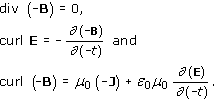 div (-B) = 0,
curl E = - ∂(-B)/∂(-t) and
curl (-B) = μ₀ (-J) + ε₀μ₀ ∂(E)/∂(-t).